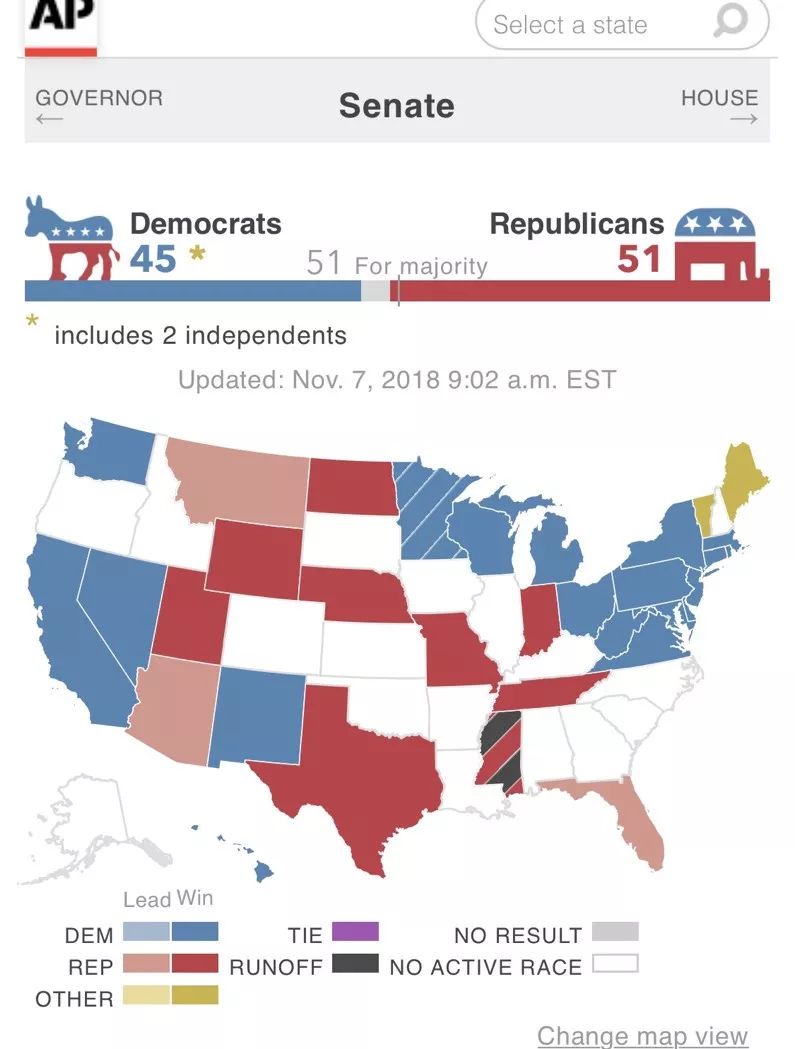 AP
Select a state
GOVERNOR
←
Senate
HOUSE
→
Democrats
45 *
51 For majority
Republicans
51
* includes 2 independents
Updated: Nov. 7, 2018 9:02 a.m. EST
Lead Win
DEM
TIE
NO RESULT
REP
RUNOFF
NO ACTIVE RACE
OTHER
Change map view